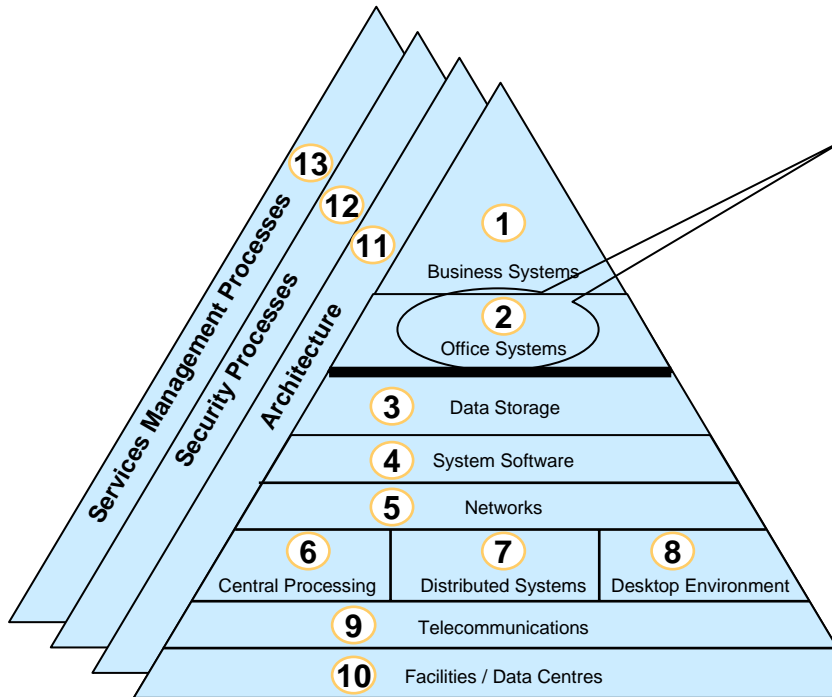 13
Services Management Processes
12
Security Processes
11
Architecture
1
Business Systems
2
Office Systems
3 Data Storage
4 System Software
5 Networks
6
Central Processing
7
Distributed Systems
8
Desktop Environment
9 Telecommunications
10 Facilities / Data Centres